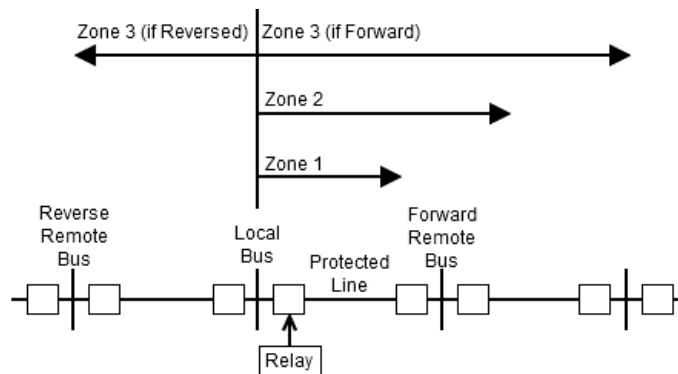 Zone 3 (if Reversed)
Zone 3 (if Forward)
Zone 2
Zone 1
Reverse
Remote
Bus
Local
Bus
Protected
Line
Forward
Remote
Bus
Relay